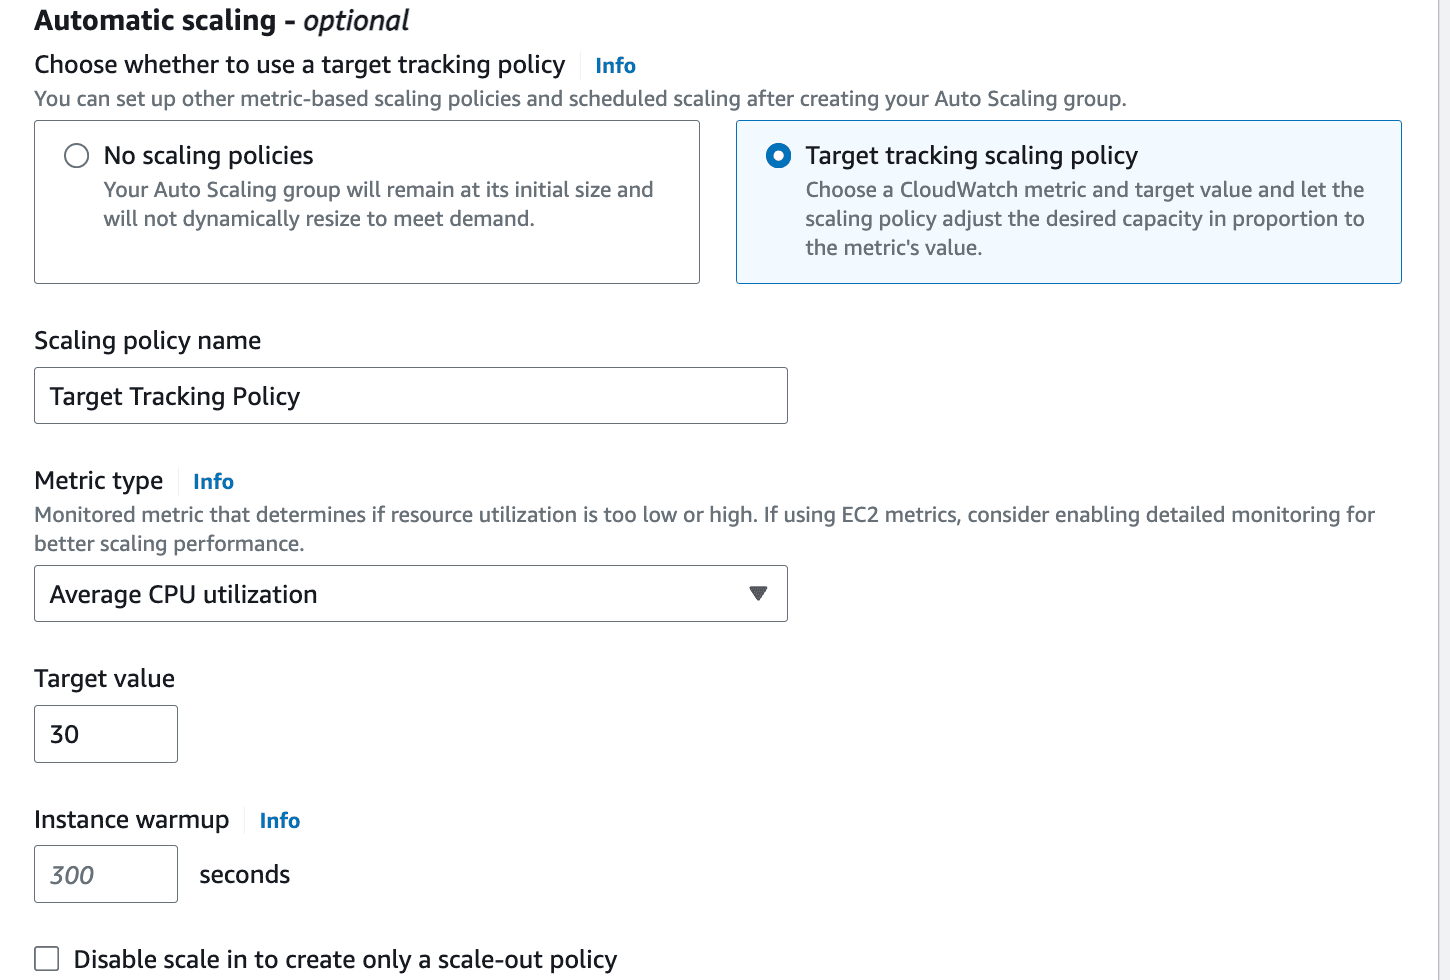 Automatic scaling - optional
Choose whether to use a target tracking policy Info
You can set up other metric-based scaling policies and scheduled scaling after creating your Auto Scaling group.
No scaling policies
Your Auto Scaling group will remain at its initial size and
will not dynamically resize to meet demand.
Target tracking scaling policy
Choose a CloudWatch metric and target value and let the
scaling policy adjust the desired capacity in proportion to
the metric's value.
Scaling policy name
Target Tracking Policy
Metric type Info
Monitored metric that determines if resource utilization is too low or high. If using EC2 metrics, consider enabling detailed monitoring for
better scaling performance.
Average CPU utilization
Target value
30
Instance warmup Info
300 seconds
Disable scale in to create only a scale-out policy